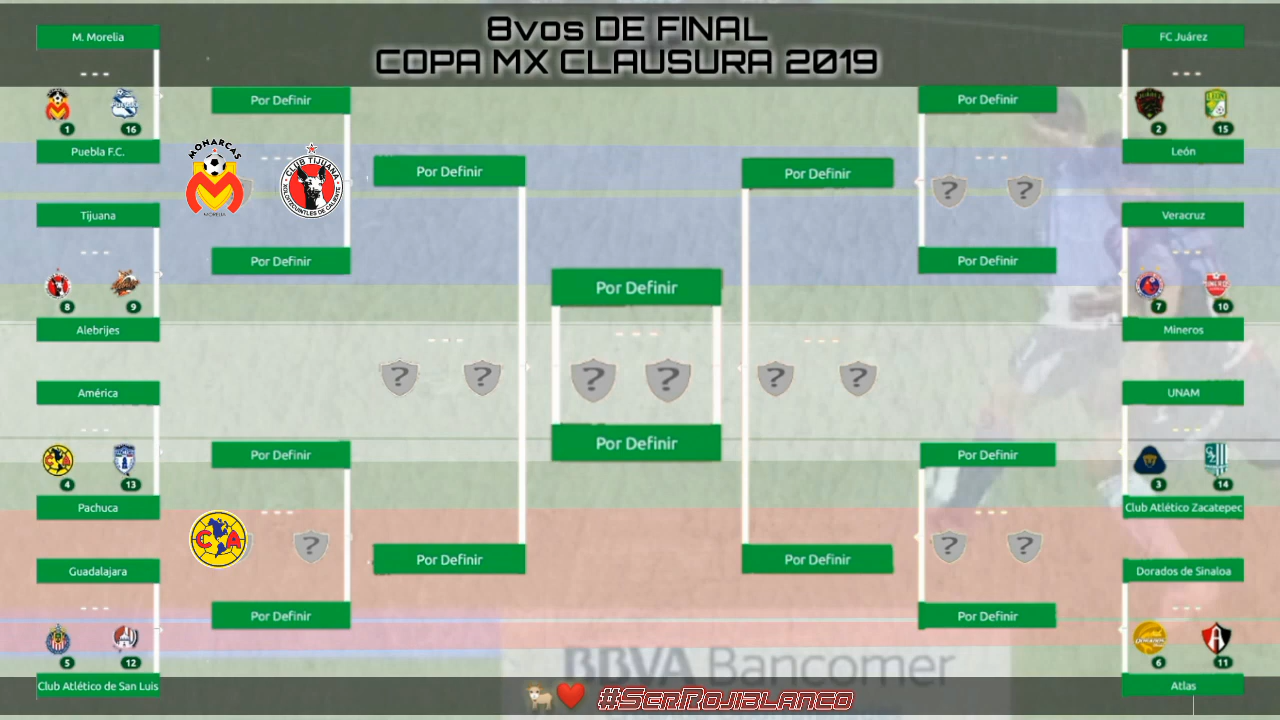 8vos DE FINAL
COPA MX CLAUSURA 2019
M. Morelia
1 16
Puebla F.C.
Tijuana
8 9
Alebrijes
América
4 13
Pachuca
Guadalajara
5 12
Club Atlético de San Luis
Por Definir
MONARCAS
MORELIA
CLUB TIJUANA
XOLOITZCUINTLES DE CALIENTE
Por Definir
Por Definir
C A
Por Definir
Por Definir
Por Definir
Por Definir
Por Definir
Por Definir
Por Definir
Por Definir
Por Definir
Por Definir
Por Definir
FC Juárez
2 15
León
Veracruz
7 10
Mineros
UNAM
3 14
Club Atlético Zacatepec
Dorados de Sinaloa
6 11
Atlas
BBVA Bancomer
#SerRojiblanco